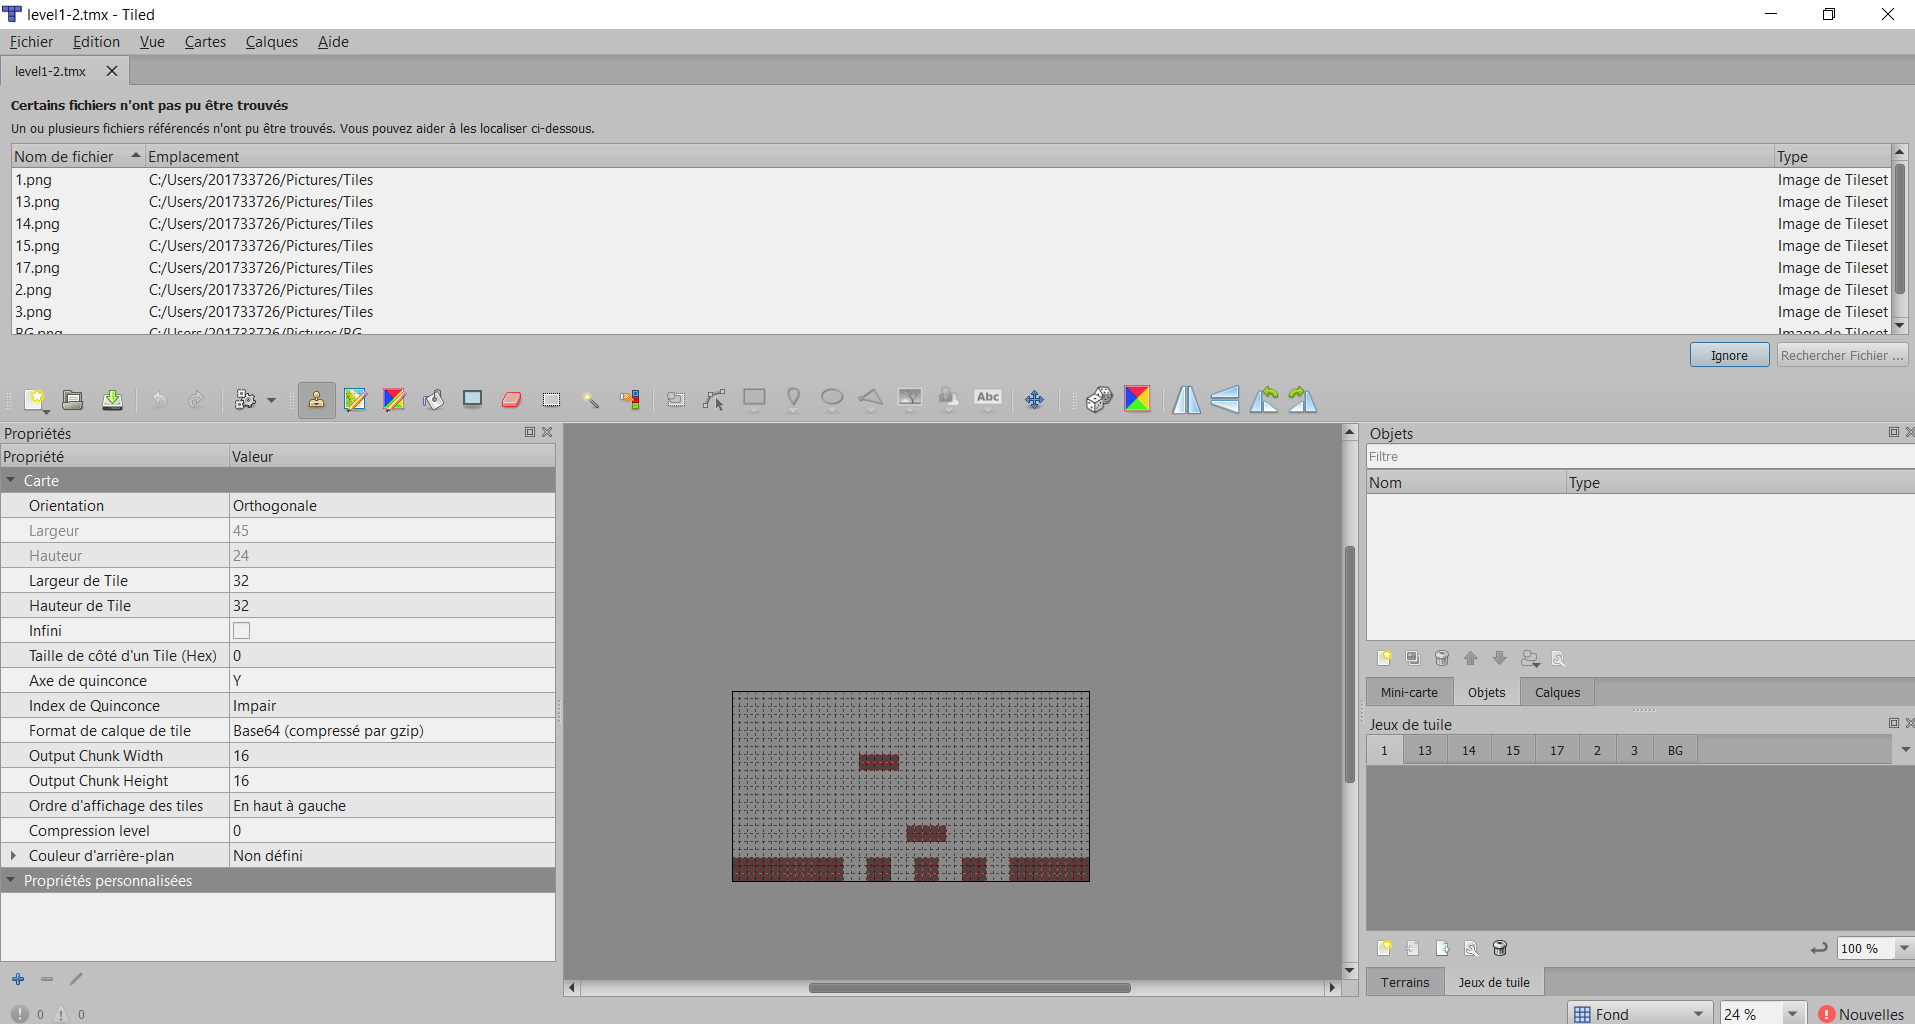 level1-2.tmx - Tiled
Fichier Edition Vue Cartes Calques Aide
level1-2.tmx
Certains fichiers n'ont pas pu être trouvés
Un ou plusieurs fichiers référencés n'ont pu être trouvés. Vous pouvez aider à les localiser ci-dessous.
Nom de fichier Emplacement Type
1.png C:/Users/201733726/Pictures/Tiles Image de Tileset
13.png C:/Users/201733726/Pictures/Tiles Image de Tileset
14.png C:/Users/201733726/Pictures/Tiles Image de Tileset
15.png C:/Users/201733726/Pictures/Tiles Image de Tileset
17.png C:/Users/201733726/Pictures/Tiles Image de Tileset
2.png C:/Users/201733726/Pictures/Tiles Image de Tileset
3.png C:/Users/201733726/Pictures/Tiles Image de Tileset
BG.png C:/Users/201733726/Pictures/BG Image de Tileset
Ignore Rechercher Fichier ...
Abc
Propriétés
Propriété Valeur
Carte
Orientation Orthogonale
Largeur 45
Hauteur 24
Largeur de Tile 32
Hauteur de Tile 32
Infini
Taille de côté d'un Tile (Hex) 0
Axe de quinconce Y
Index de Quinconce Impair
Format de calque de tile Base64 (compressé par gzip)
Output Chunk Width 16
Output Chunk Height 16
Ordre d'affichage des tiles En haut à gauche
Compression level 0
Couleur d'arrière-plan Non défini
Propriétés personnalisées
0 0
Objets
Filtre
Nom Type
Mini-carte Objets Calques
Jeux de tuile
1 13 14 15 17 2 3 BG
100 %
Terrains Jeux de tuile
Fond 24 % Nouvelles